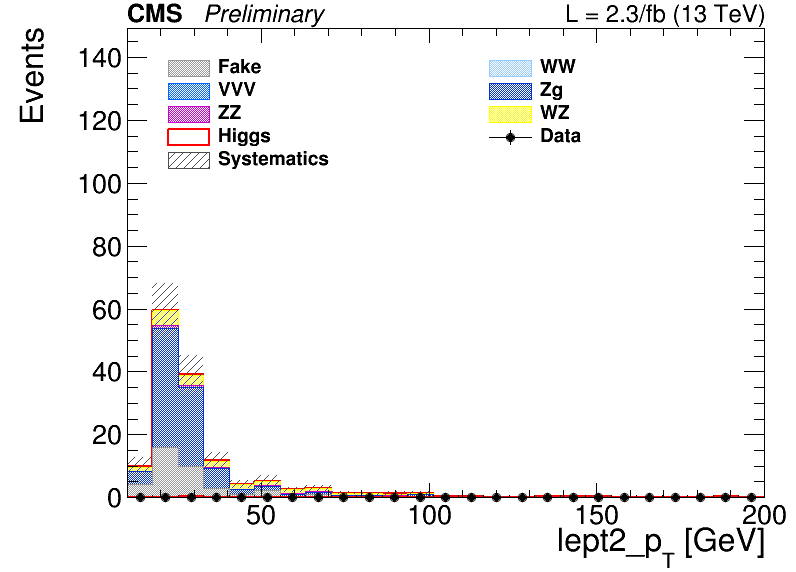 CMS Preliminary L = 2.3/fb (13 TeV)
Events
140
120
100
80
60
40
20
0
Fake
VVV
ZZ
Higgs
Systematics
WW
Zg
WZ
Data
50 100 150 200
lept2_p_T [GeV]